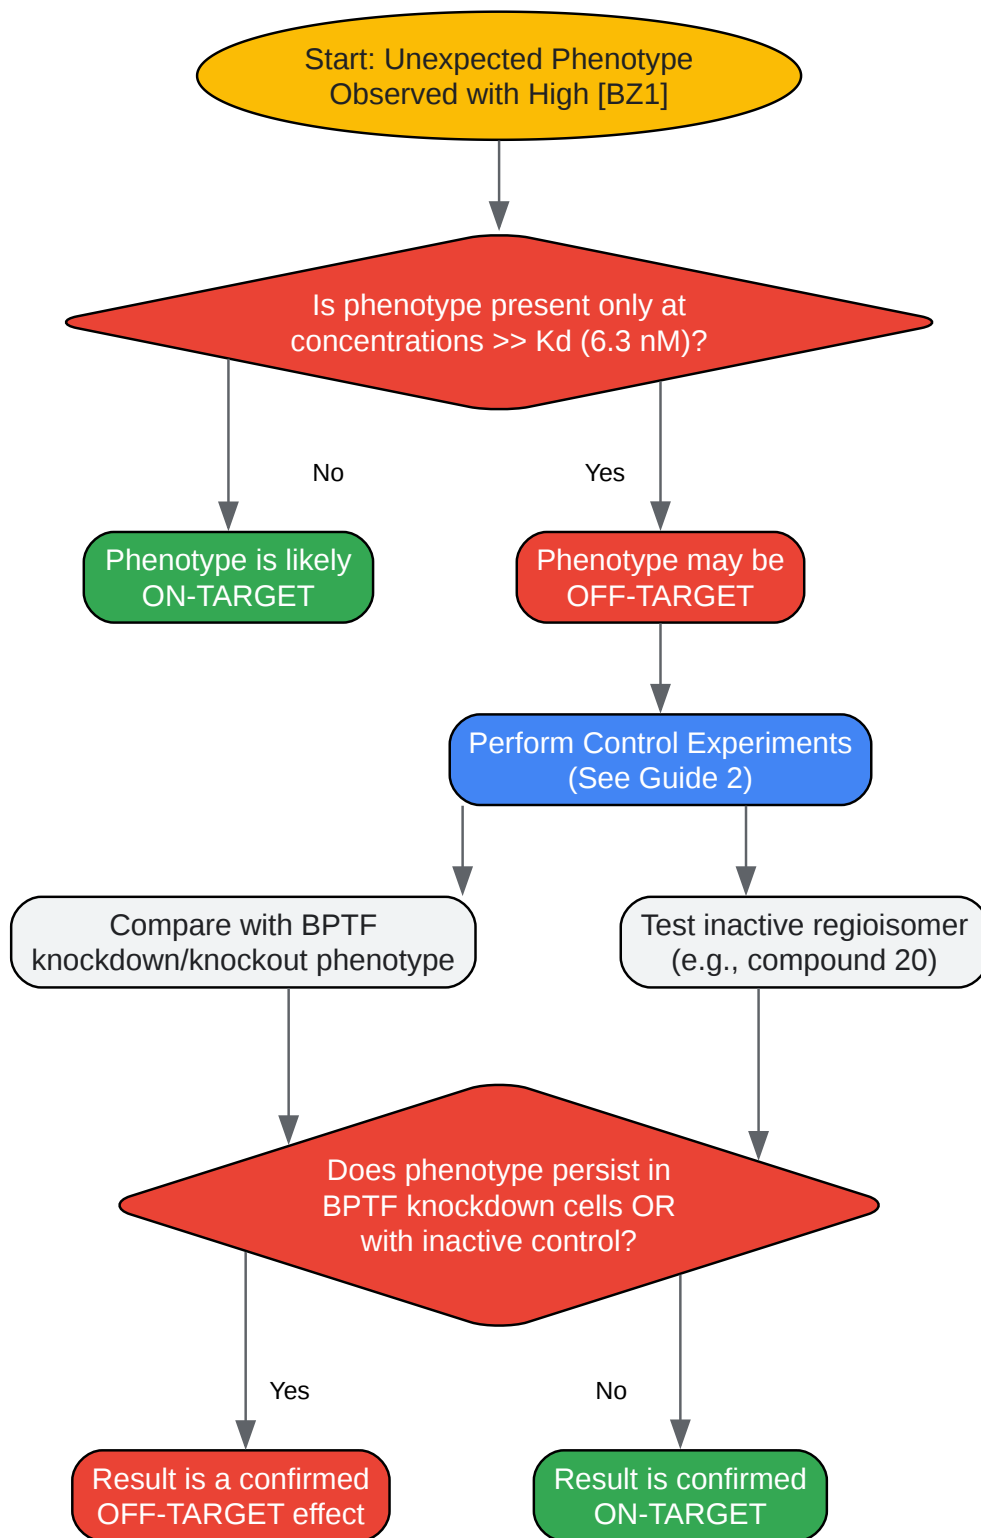 Start: Unexpected Phenotype
Observed with High [BZ1]
Is phenotype present only at
concentrations >> Kd (6.3 nM)?
No
Yes
Phenotype is likely
ON-TARGET
Phenotype may be
OFF-TARGET
Perform Control Experiments
(See Guide 2)
Compare with BPTF
knockdown/knockout phenotype
Test inactive regioisomer
(e.g., compound 20)
Does phenotype persist in
BPTF knockdown cells OR
with inactive control?
Yes
No
Result is a confirmed
OFF-TARGET effect
Result is confirmed
ON-TARGET